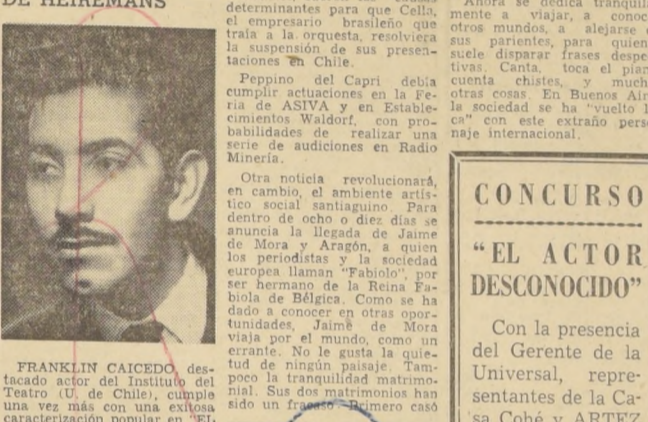 DE HEIREMANS
FRANKLIN CAICEDO, des-
tacado actor del Instituto del
Teatro (U. de Chile), cumple
una vez más con una exitosa
caracterización popular en "EL
determinantes para que Cella,
el empresario brasileño que
traía a la orquesta, resolviera
la suspensión de sus presen-
taciones en Chile.
Peppino del Capri debía
cumplir actuaciones en la Fe-
ria de ASIVA y en Estable-
cimientos Waldorf, con pro-
babilidades de realizar una
serie de audiciones en Radio
Minería.
Otra noticia revolucionará,
en cambio, el ambiente artís-
tico social santiaguino. Para
dentro de ocho o diez días se
anuncia la llegada de Jaime
de Mora y Aragón, a quien
los periodistas y la sociedad
europea llaman "Fabiolo", por
ser hermano de la Reina Fa-
biola de Bélgica. Como se ha
dado a conocer en otras opor-
tunidades, Jaime de Mora
viaja por el mundo, como un
errante. No le gusta la quie-
tud de ningún paisaje. Tam-
poco la tranquilidad matrimo-
nial. Sus dos matrimonios han
sido un fracaso. Primero casó
Ahora se dedica tranquila
mente a viajar, a conoc
otros mundos, a alejarse
sus parientes, para quien
suele disparar frases despec
tivas. Canta, toca el pian
cuenta chistes, y much
otras cosas. En Buenos Air
la sociedad se ha "vuelto l
ca" con este extraño perso
naje internacional.
CONCURSO
"EL ACTOR
DESCONOCIDO"
Con la presencia
del Gerente de la
Universal, repre-
sentantes de la Ca-
sa Cohé y ARTEZ